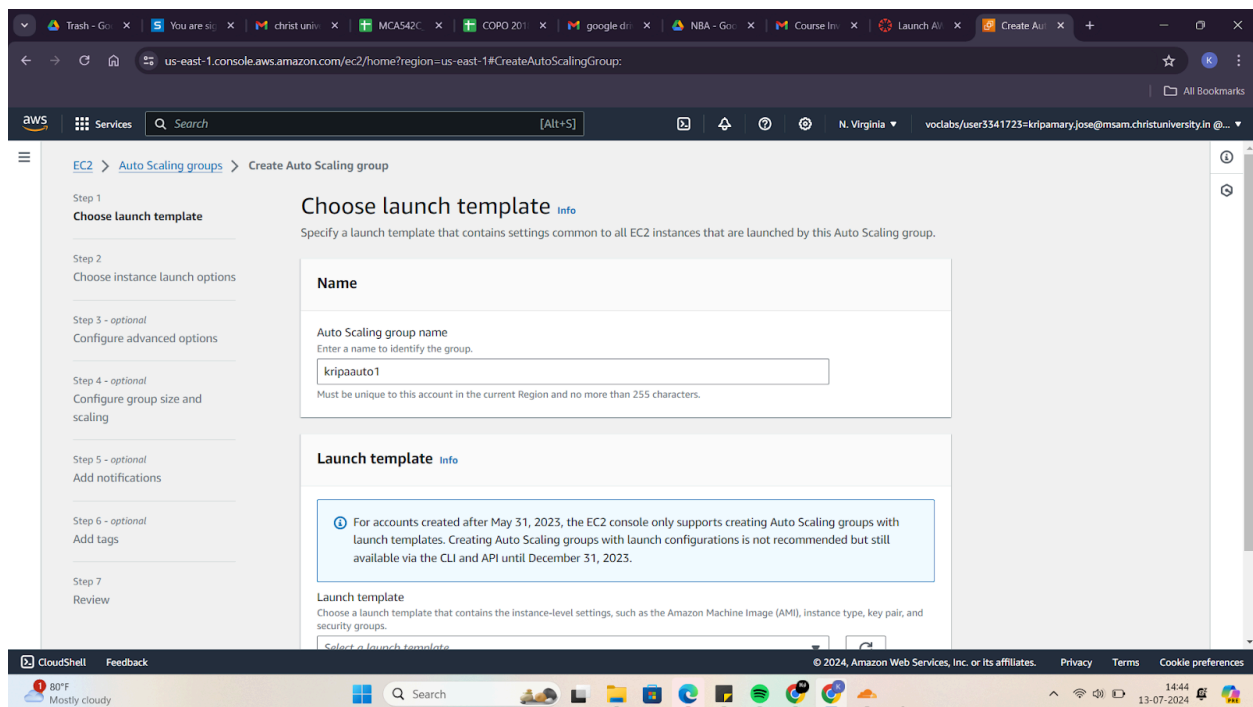 Trash - Go
You are sig
christ unive
MCA542C_
COPO 201
google dri
NBA - Goo
Course Inv
Launch AW
Create Aut
us-east-1.console.aws.amazon.com/ec2/home?region=us-east-1#CreateAutoScalingGroup:
K
All Bookmarks
aws
Services
Search
[Alt+S]
N. Virginia
voclabs/user3341723=kripamary.jose@msam.christuniversity.in @...
EC2 > Auto Scaling groups > Create Auto Scaling group
Step 1
Choose launch template
Step 2
Choose instance launch options
Step 3 - optional
Configure advanced options
Step 4 - optional
Configure group size and
scaling
Step 5 - optional
Add notifications
Step 6 - optional
Add tags
Step 7
Review
Choose launch template Info
Specify a launch template that contains settings common to all EC2 instances that are launched by this Auto Scaling group.
Name
Auto Scaling group name
Enter a name to identify the group.
kripaauto1
Must be unique to this account in the current Region and no more than 255 characters.
Launch template Info
For accounts created after May 31, 2023, the EC2 console only supports creating Auto Scaling groups with
launch templates. Creating Auto Scaling groups with launch configurations is not recommended but still
available via the CLI and API until December 31, 2023.
Launch template
Choose a launch template that contains the instance-level settings, such as the Amazon Machine Image (AMI), instance type, key pair, and
security groups.
Select a launch template
CloudShell
Feedback
© 2024, Amazon Web Services, Inc. or its affiliates.
Privacy
Terms
Cookie preferences
1
80°F
Mostly cloudy
Search
14:44
13-07-2024